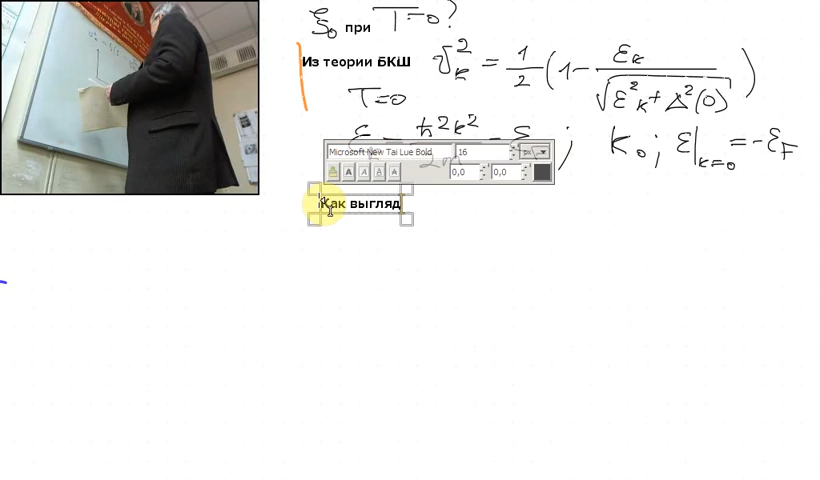 ξ₀ при T=0?
Из теории БКШ v²ₖ = 1/2 (1 - εₖ/√(ε²ₖ + Δ²(0)))
T=0
= ħ²k² ; k₀; ε|ₖ₌₀ = -ε_F
Microsoft New Tai Lue Bold 16
0,0 0,0
Как выгляд